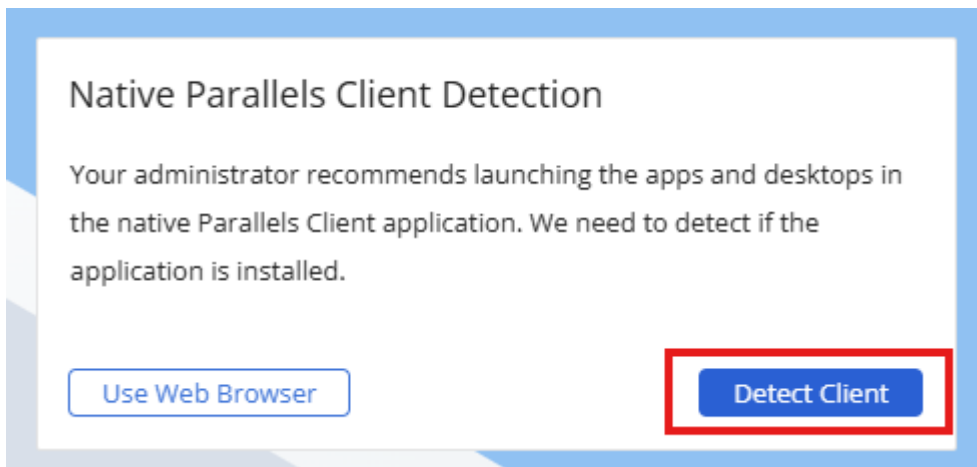 Native Parallels Client Detection
Your administrator recommends launching the apps and desktops in
the native Parallels Client application. We need to detect if the
application is installed.
Use Web Browser
Detect Client